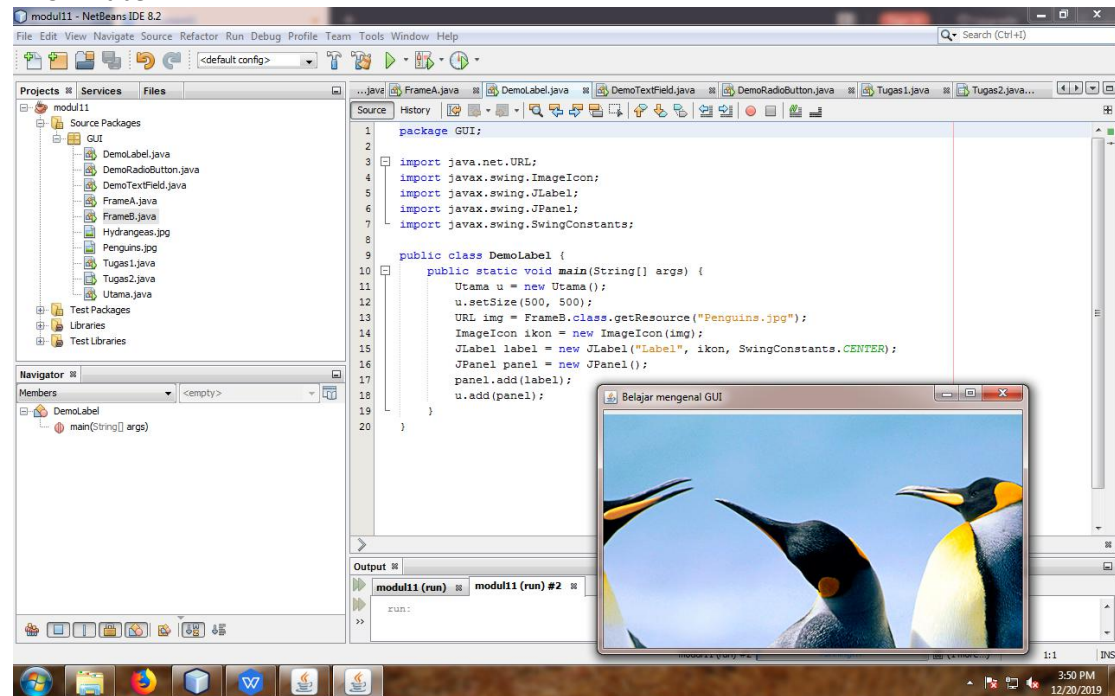 modul11 - NetBeans IDE 8.2
File Edit View Navigate Source Refactor Run Debug Profile Team Tools Window Help
Search (Ctrl+I)
<default config>
Projects Services Files
modul11
Source Packages
GUI
DemoLabel.java
DemoRadioButton.java
DemoTextField.java
FrameA.java
FrameB.java
Hydrangeas.jpg
Penguins.jpg
Tugas1.java
Tugas2.java
Utama.java
Test Packages
Libraries
Test Libraries
Navigator
Members <empty>
DemoLabel
main(String[] args)
...java FrameA.java DemoLabel.java DemoTextField.java DemoRadioButton.java Tugas1.java Tugas2.java...
Source History
1 package GUI;
2
3 import java.net.URL;
4 import javax.swing.ImageIcon;
5 import javax.swing.JLabel;
6 import javax.swing.JPanel;
7 import javax.swing.SwingConstants;
8
9 public class DemoLabel {
10 public static void main(String[] args) {
11 Utama u = new Utama();
12 u.setSize(500, 500);
13 URL img = FrameB.class.getResource("Penguins.jpg");
14 ImageIcon ikon = new ImageIcon(img);
15 JLabel label = new JLabel("Label", ikon, SwingConstants.CENTER);
16 JPanel panel = new JPanel();
17 panel.add(label);
18 u.add(panel);
19 }
20 }
Belajar mengenal GUI
Output
modul11 (run) modul11 (run) #2
run:
1:1 INS
3:50 PM
12/20/2019